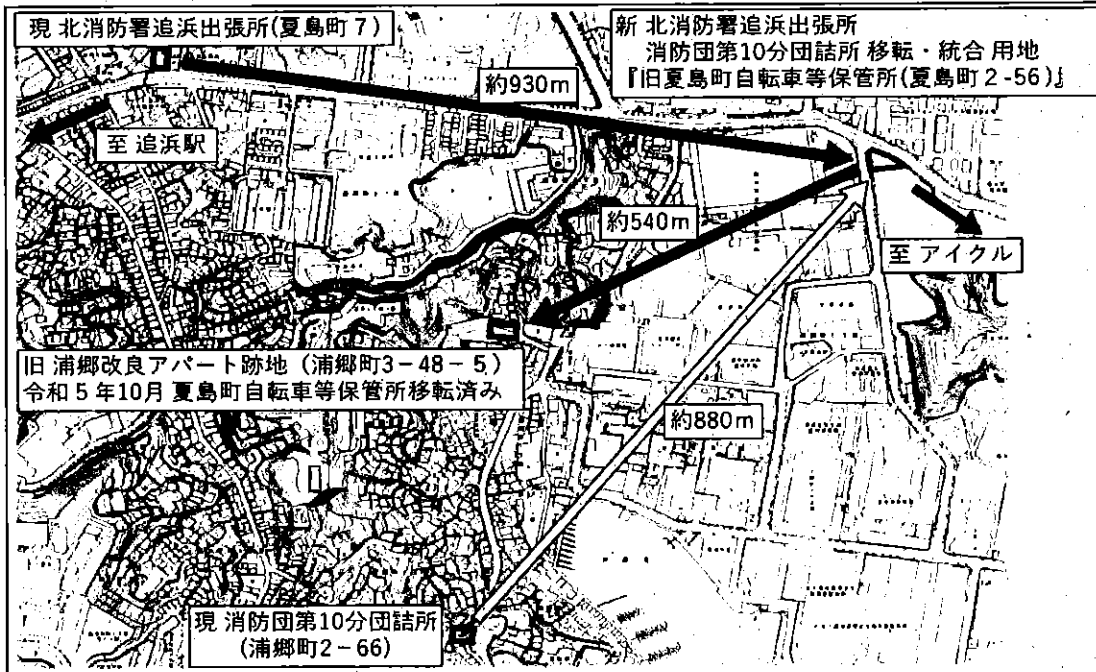 現 北消防署追浜出張所(夏島町7)
新 北消防署追浜出張所
消防団第10分団詰所 移転・統合 用地
『旧夏島町自転車等保管所(夏島町2-56)』
約930m
至 追浜駅
約540m
至 アイクル
旧 浦郷改良アパート跡地 (浦郷町3-48-5)
令和5年10月 夏島町自転車等保管所移転済み
約880m
現 消防団第10分団詰所
(浦郷町2-66)